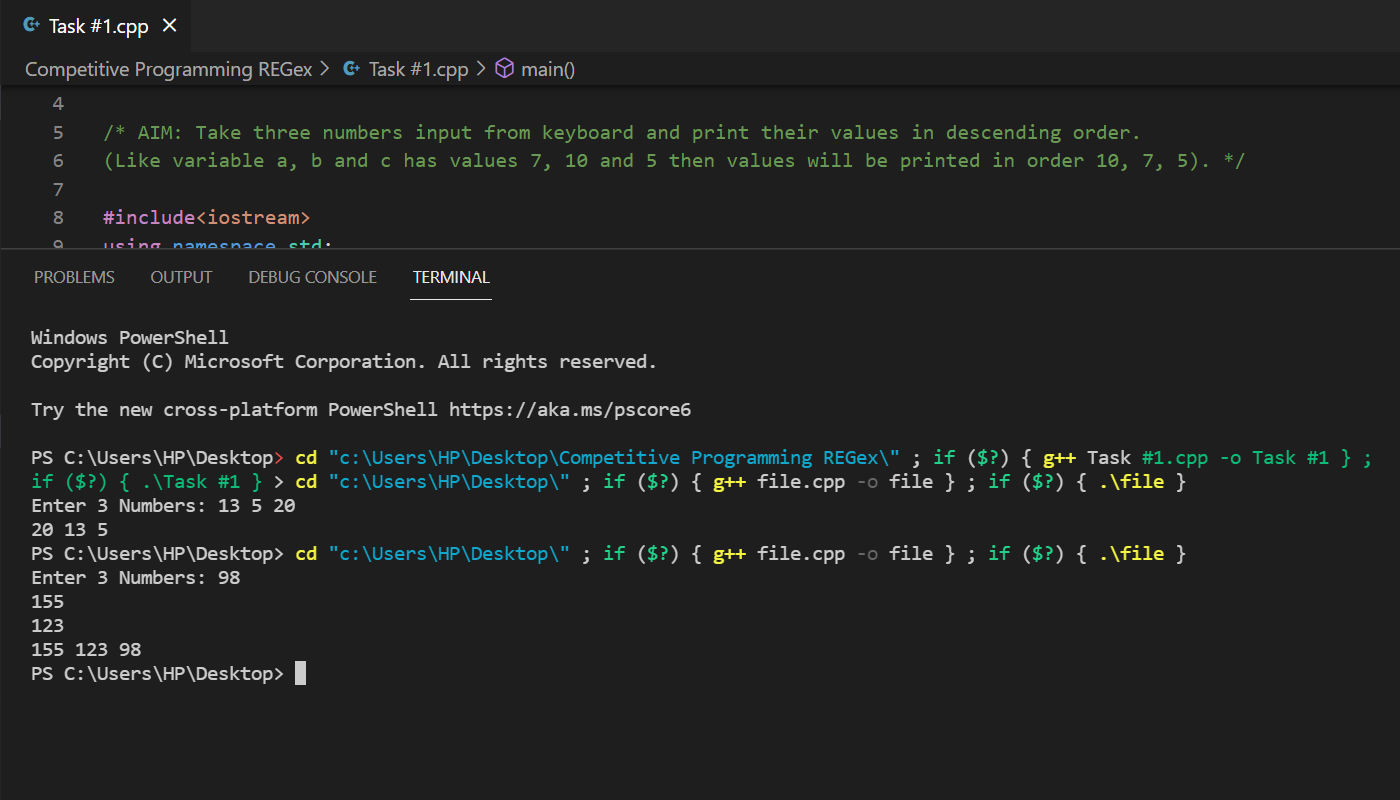 Task #1.cpp
Competitive Programming REGex > Task #1.cpp > main()
4
5 /* AIM: Take three numbers input from keyboard and print their values in descending order.
6 (Like variable a, b and c has values 7, 10 and 5 then values will be printed in order 10, 7, 5). */
7
8 #include<iostream>
9 using namespace std;
PROBLEMS OUTPUT DEBUG CONSOLE TERMINAL
Windows PowerShell
Copyright (C) Microsoft Corporation. All rights reserved.
Try the new cross-platform PowerShell https://aka.ms/pscore6
PS C:\Users\HP\Desktop> cd "c:\Users\HP\Desktop\Competitive Programming REGex\" ; if ($?) { g++ Task #1.cpp -o Task #1 } ;
if ($?) { .\Task #1 } > cd "c:\Users\HP\Desktop\" ; if ($?) { g++ file.cpp -o file } ; if ($?) { .\file }
Enter 3 Numbers: 13 5 20
20 13 5
PS C:\Users\HP\Desktop> cd "c:\Users\HP\Desktop\" ; if ($?) { g++ file.cpp -o file } ; if ($?) { .\file }
Enter 3 Numbers: 98
155
123
155 123 98
PS C:\Users\HP\Desktop>